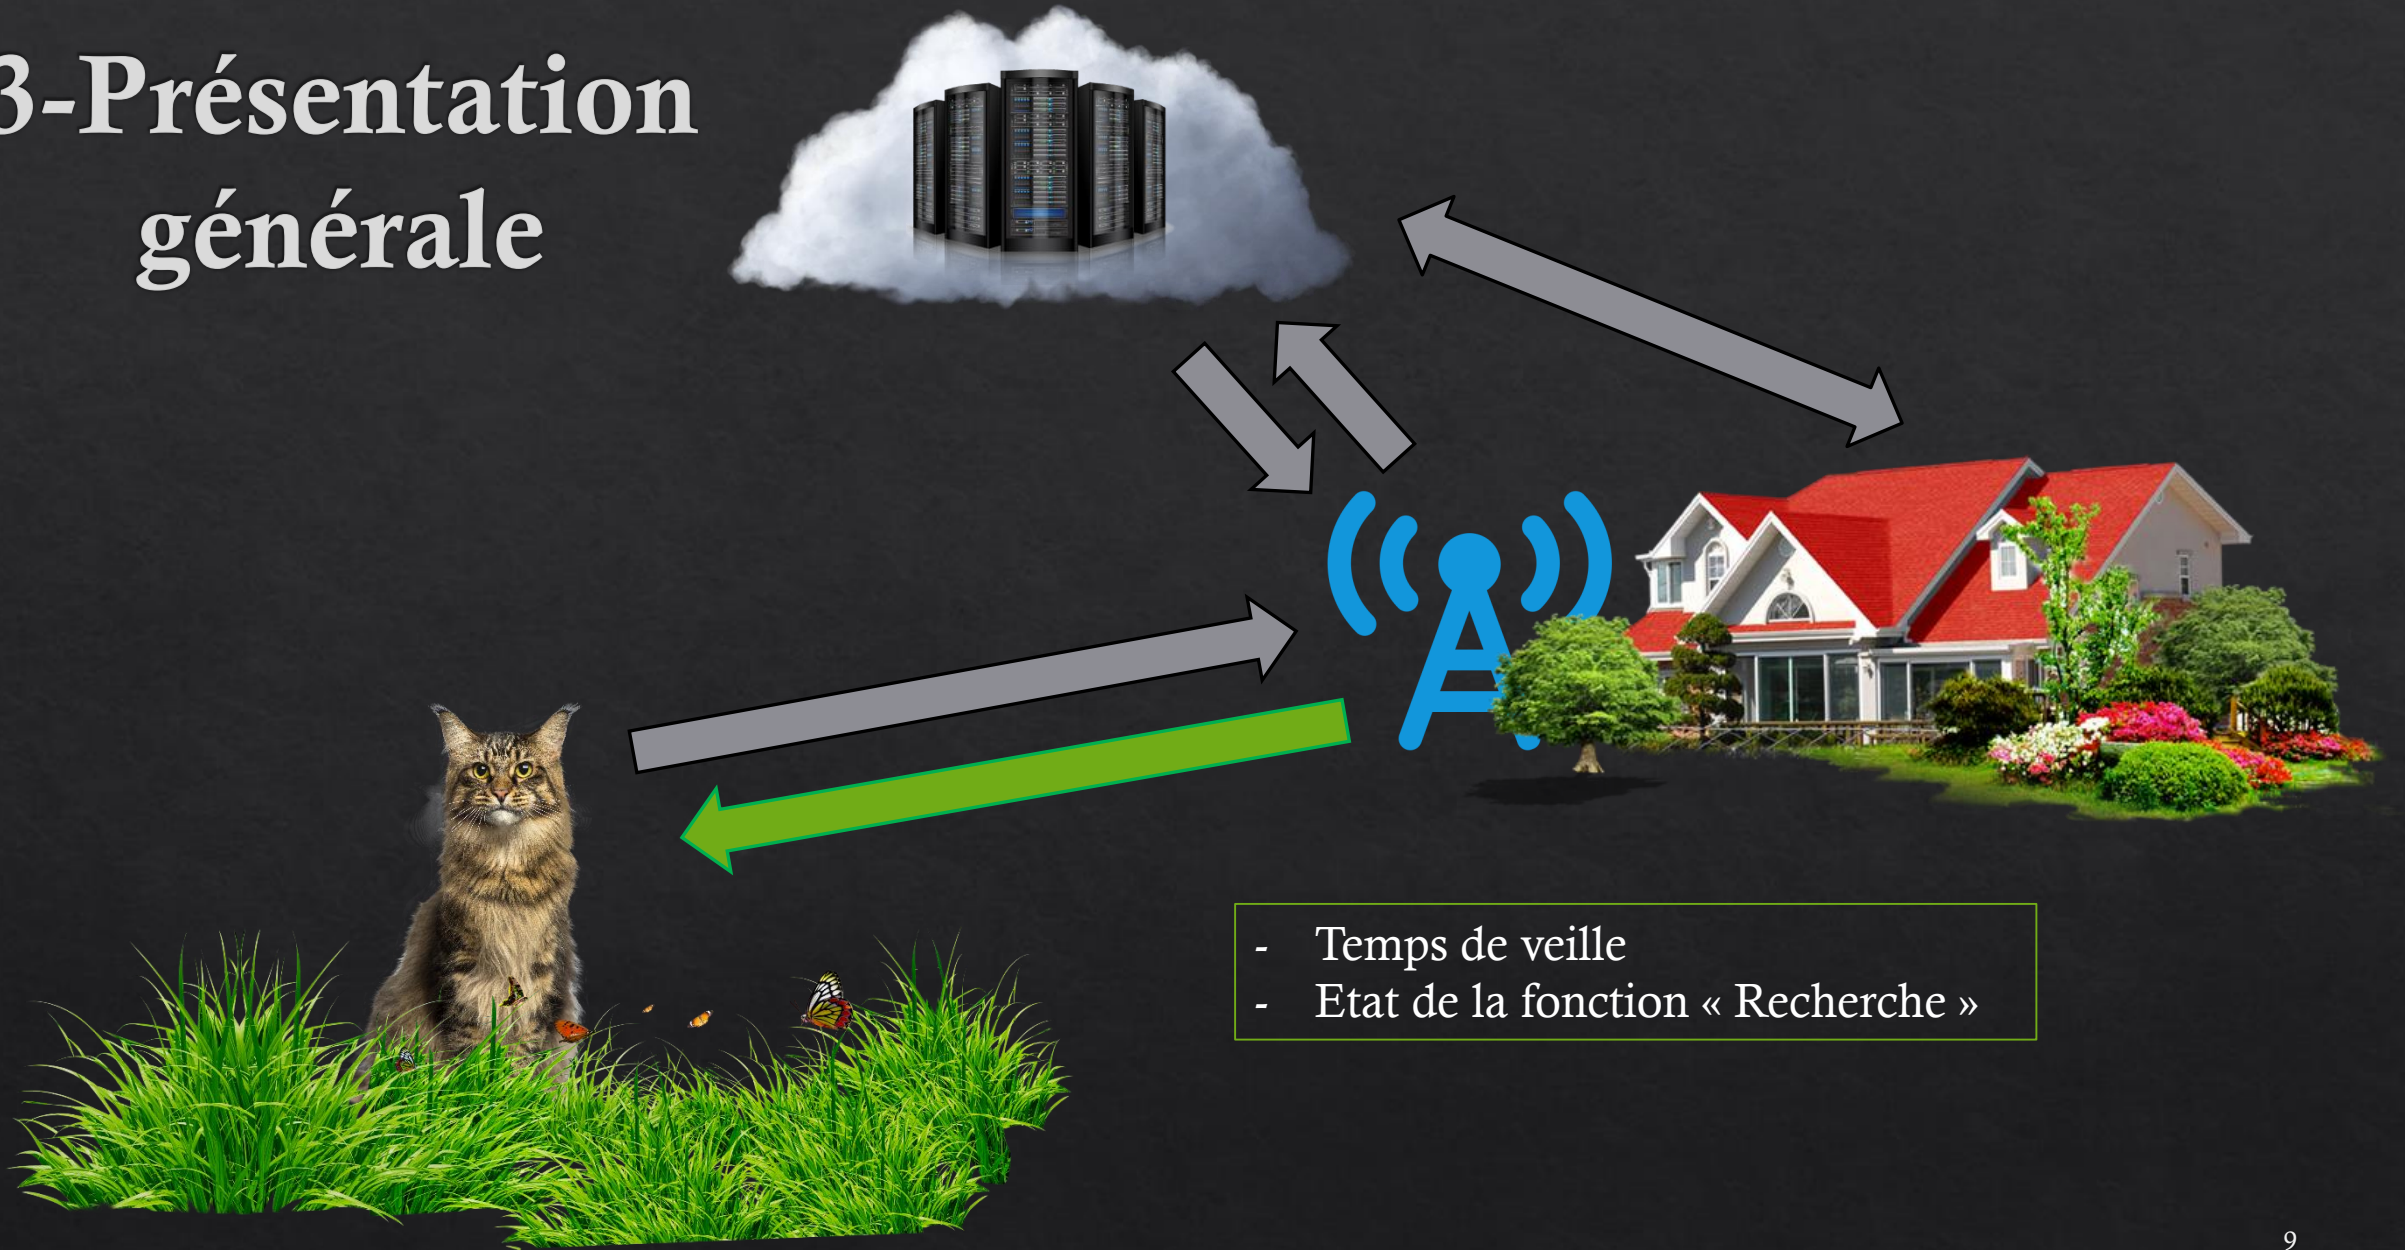 3-Présentation
générale
- Temps de veille
- Etat de la fonction « Recherche »
9